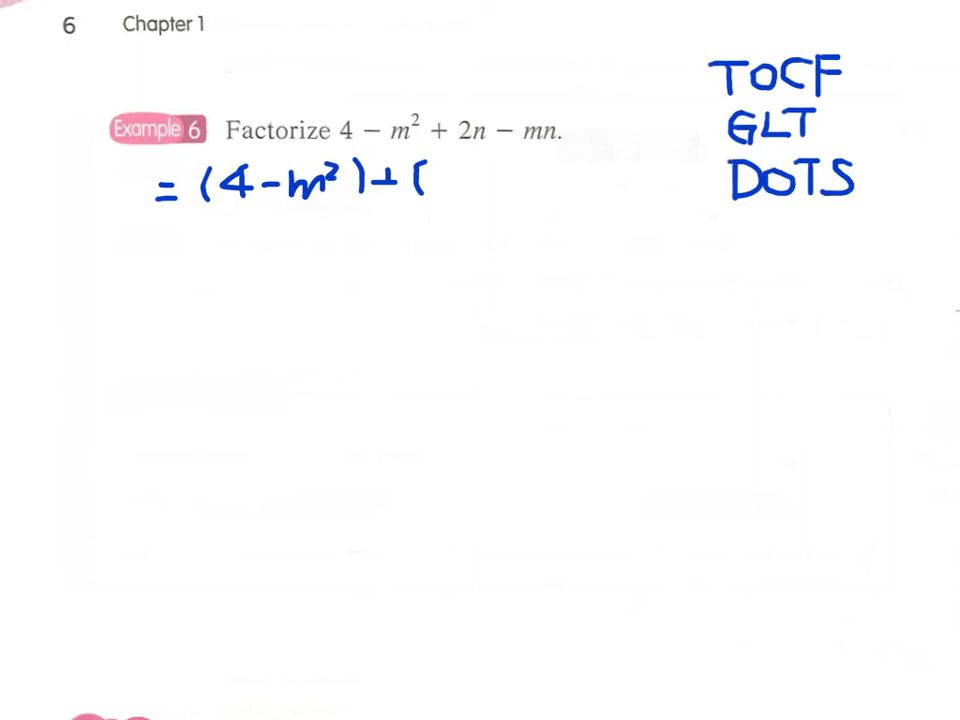 6 Chapter 1
TOCF
Example 6 Factorize 4 − m² + 2n − mn.
GLT
= (4 - m²) + (
DOTS